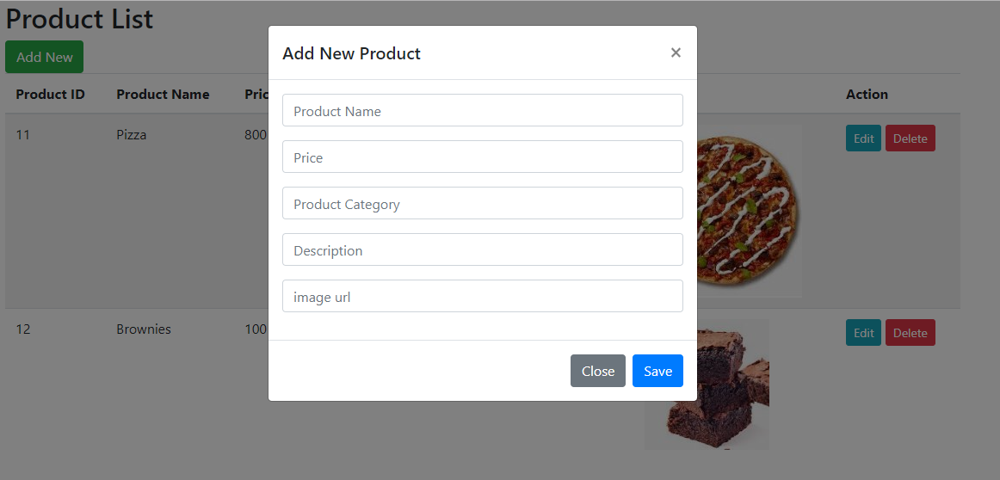 Product List
Add New
Add New Product ×
Product ID Product Name Pric Action
Product Name
11 Pizza 800 Edit Delete
Price
Product Category
Description
image url
12 Brownies 100 Edit Delete
Close Save